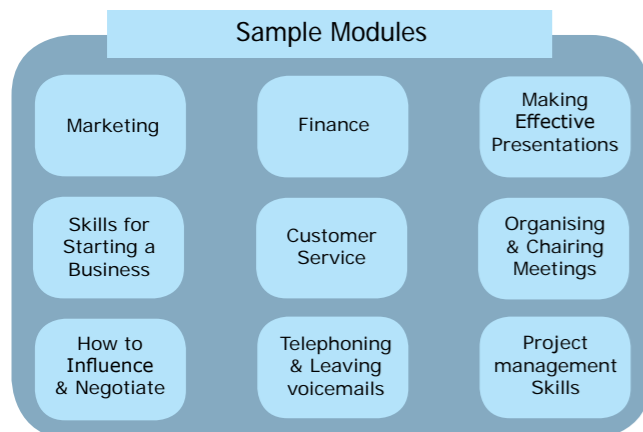 Sample Modules
Marketing
Finance
Making
Effective
Presentations
Skills for
Starting a
Business
Customer
Service
Organising
& Chairing
Meetings
How to
Influence
& Negotiate
Telephoning
& Leaving
voicemails
Project
management
Skills